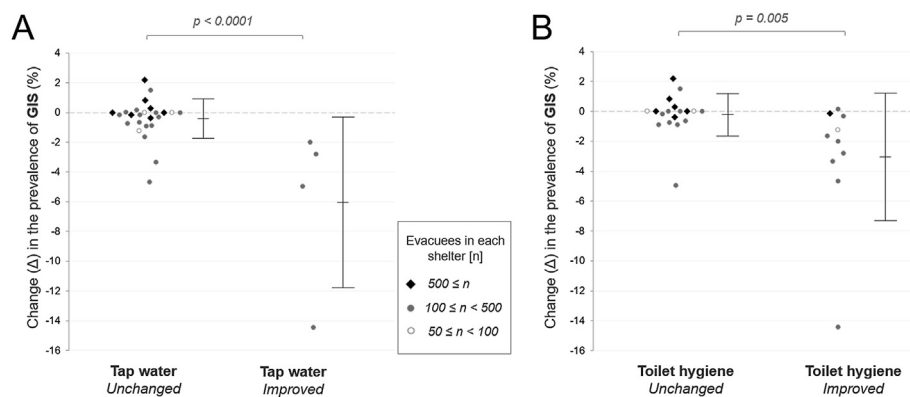 A
p < 0.0001
Change (Δ) in the prevalence of GIS (%)
4
2
0
-2
-4
-6
-8
-10
-12
-14
-16
Tap water
Unchanged
Tap water
Improved
Evacuees in each
shelter [n]
500 ≤ n
100 ≤ n < 500
50 ≤ n < 100
B
p = 0.005
Change (Δ) in the prevalence of GIS (%)
4
2
0
-2
-4
-6
-8
-10
-12
-14
-16
Toilet hygiene
Unchanged
Toilet hygiene
Improved